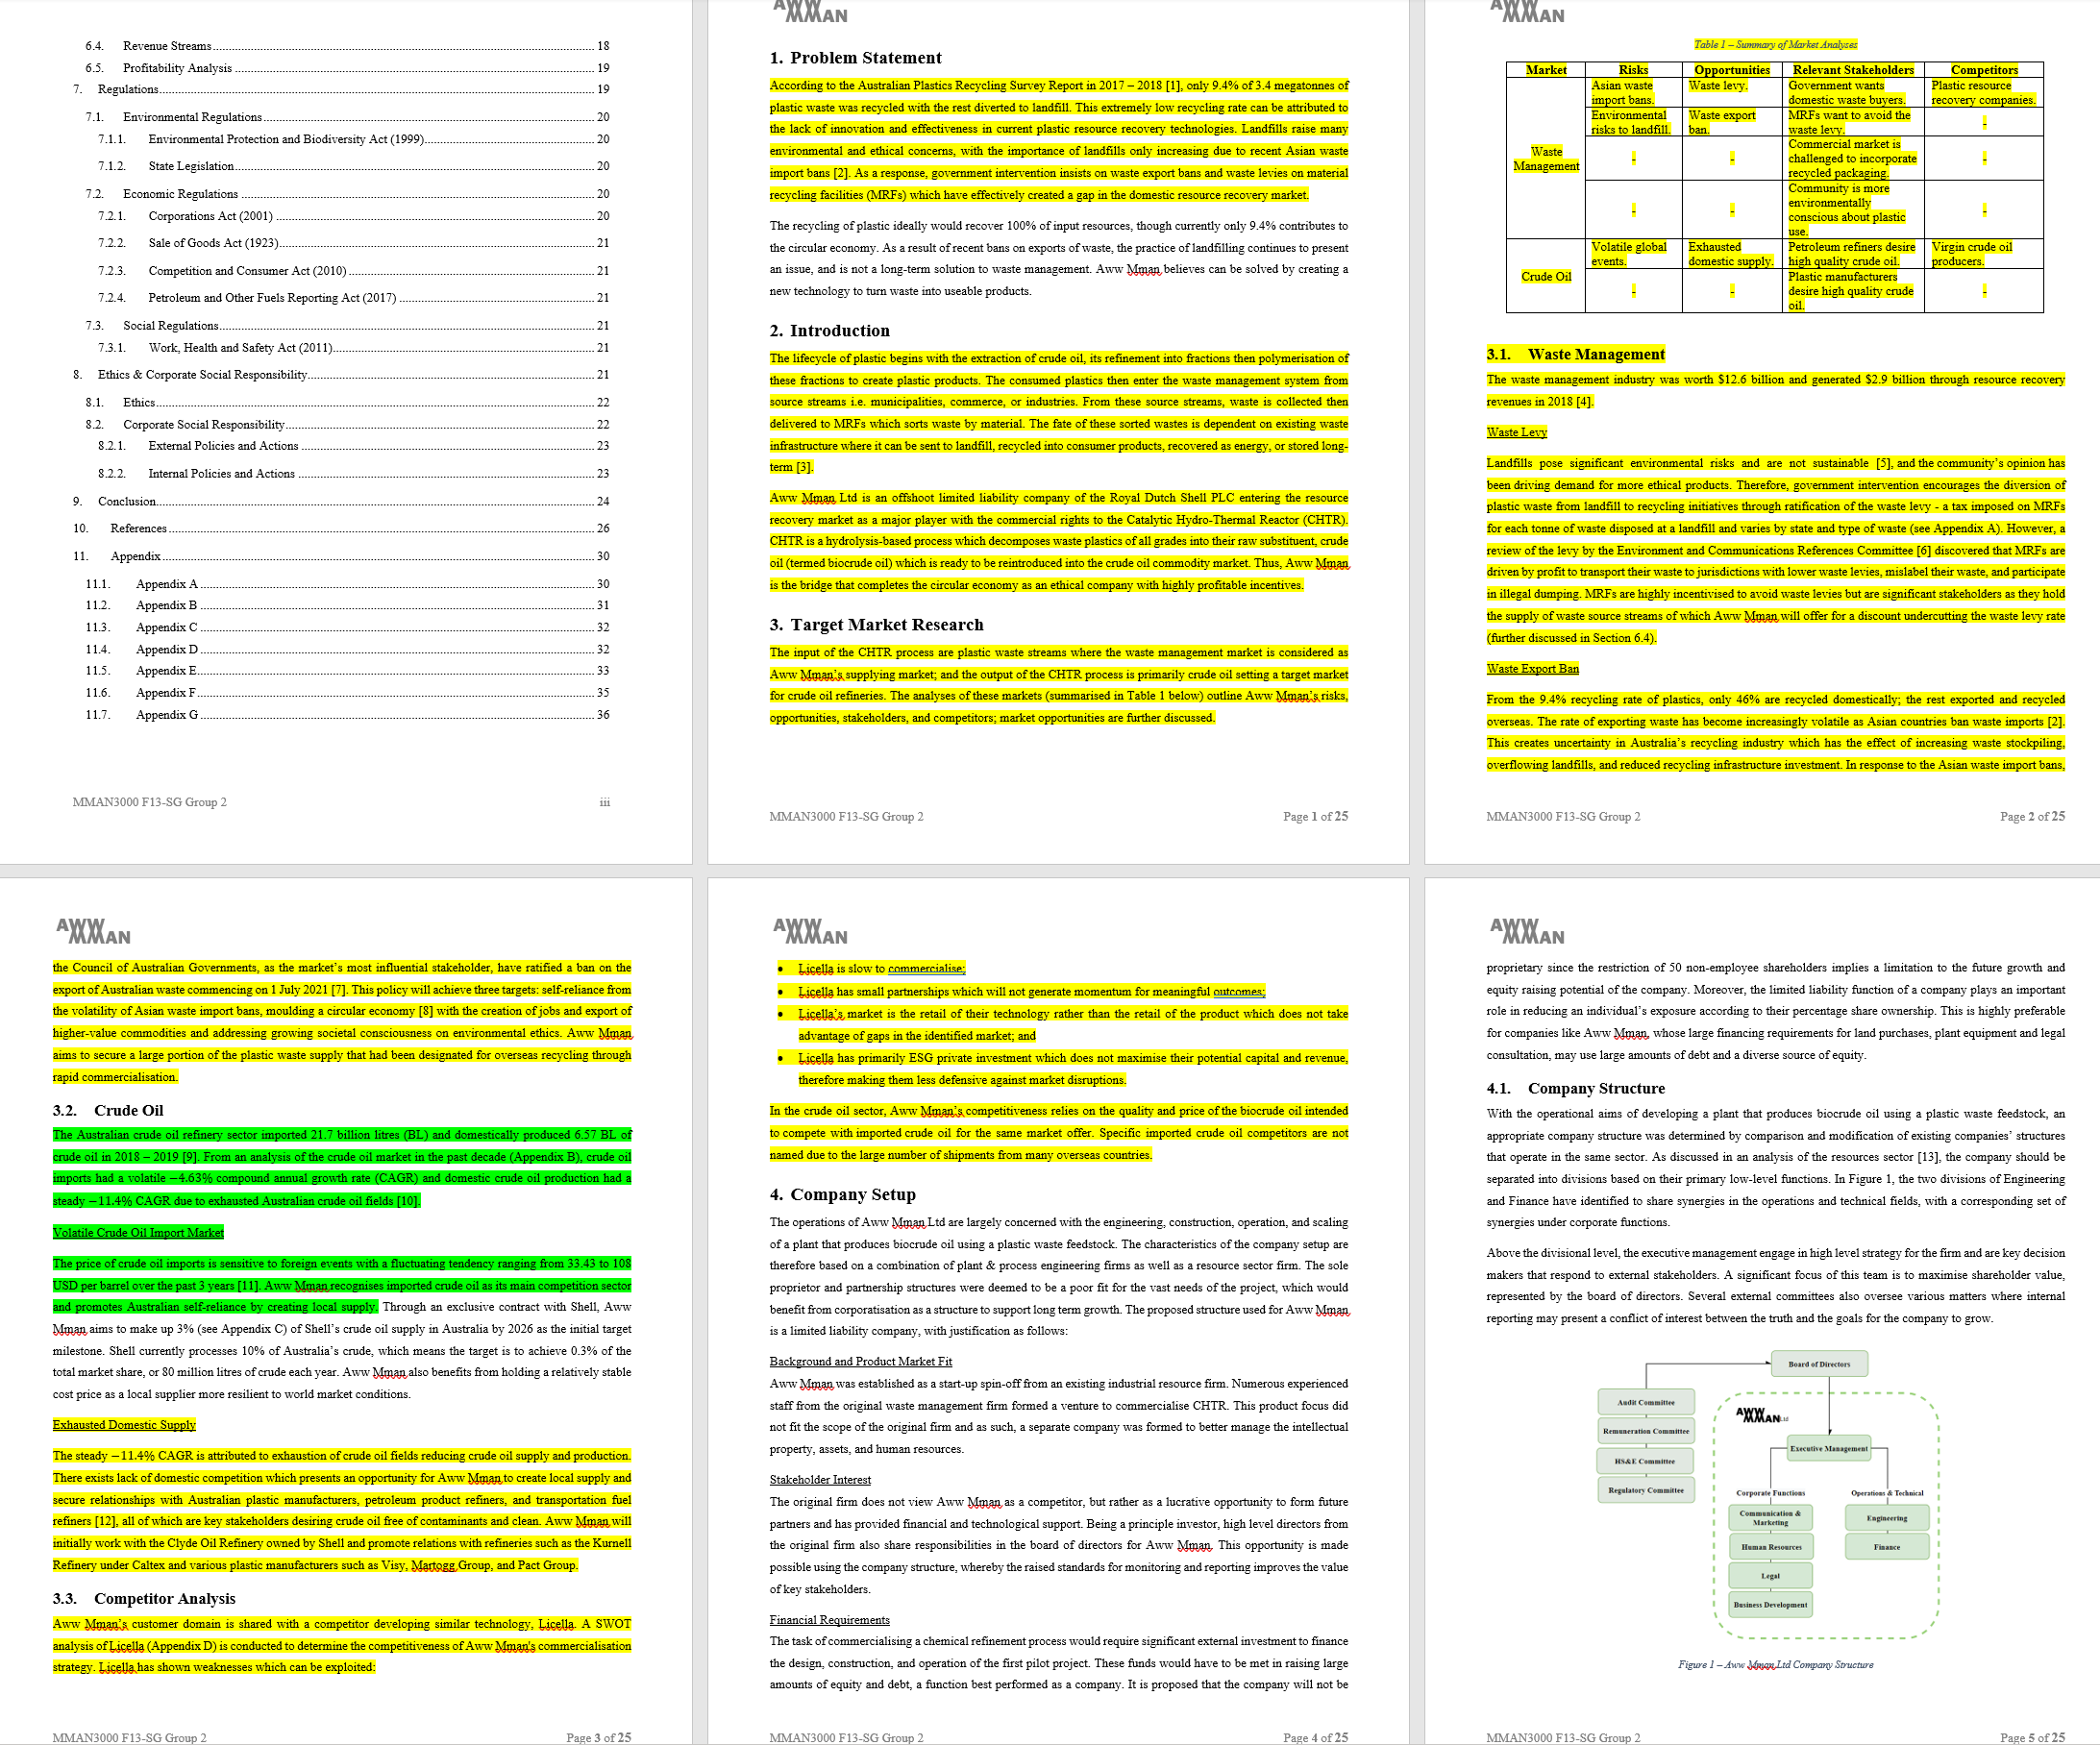 6.4. Revenue Streams 18
6.5. Profitability Analysis 19
7. Regulations 19
7.1. Environmental Regulations 20
7.1.1. Environmental Protection and Biodiversity Act (1999) 20
7.1.2. State Legislation 20
7.2. Economic Regulations 20
7.2.1. Corporations Act (2001) 20
7.2.2. Sale of Goods Act (1923) 21
7.2.3. Competition and Consumer Act (2010) 21
7.2.4. Petroleum and Other Fuels Reporting Act (2017) 21
7.3. Social Regulations 21
7.3.1. Work, Health and Safety Act (2011) 21
8. Ethics & Corporate Social Responsibility 21
8.1. Ethics 22
8.2. Corporate Social Responsibility 22
8.2.1. External Policies and Actions 23
8.2.2. Internal Policies and Actions 23
9. Conclusion 24
10. References 26
11. Appendix 30
11.1. Appendix A 30
11.2. Appendix B 31
11.3. Appendix C 32
11.4. Appendix D 32
11.5. Appendix E 33
11.6. Appendix F 35
11.7. Appendix G 36
MMAN3000 F13-SG Group 2 iii
AWW MMAN
1. Problem Statement
According to the Australian Plastics Recycling Survey Report in 2017 – 2018 [1], only 9.4% of 3.4 megatonnes of
plastic waste was recycled with the rest diverted to landfill. This extremely low recycling rate can be attributed to
the lack of innovation and effectiveness in current plastic resource recovery technologies. Landfills raise many
environmental and ethical concerns, with the importance of landfills only increasing due to recent Asian waste
import bans [2]. As a response, government intervention insists on waste export bans and waste levies on material
recycling facilities (MRFs) which have effectively created a gap in the domestic resource recovery market.
The recycling of plastic ideally would recover 100% of input resources, though currently only 9.4% contributes to
the circular economy. As a result of recent bans on exports of waste, the practice of landfilling continues to present
an issue, and is not a long-term solution to waste management. Aww Mman believes can be solved by creating a
new technology to turn waste into useable products.
2. Introduction
The lifecycle of plastic begins with the extraction of crude oil, its refinement into fractions then polymerisation of
these fractions to create plastic products. The consumed plastics then enter the waste management system from
source streams i.e. municipalities, commerce, or industries. From these source streams, waste is collected then
delivered to MRFs which sorts waste by material. The fate of these sorted wastes is dependent on existing waste
infrastructure where it can be sent to landfill, recycled into consumer products, recovered as energy, or stored long-
term [3].
Aww Mman Ltd is an offshoot limited liability company of the Royal Dutch Shell PLC entering the resource
recovery market as a major player with the commercial rights to the Catalytic Hydro-Thermal Reactor (CHTR).
CHTR is a hydrolysis-based process which decomposes waste plastics of all grades into their raw substituent, crude
oil (termed biocrude oil) which is ready to be reintroduced into the crude oil commodity market. Thus, Aww Mman
is the bridge that completes the circular economy as an ethical company with highly profitable incentives.
3. Target Market Research
The input of the CHTR process are plastic waste streams where the waste management market is considered as
Aww Mman's supplying market; and the output of the CHTR process is primarily crude oil setting a target market
for crude oil refineries. The analyses of these markets (summarised in Table 1 below) outline Aww Mman's risks,
opportunities, stakeholders, and competitors; market opportunities are further discussed.
MMAN3000 F13-SG Group 2 Page 1 of 25
AWW MMAN
Table 1 – Summary of Market Analyses
Market Risks Opportunities Relevant Stakeholders Competitors
Waste Management
Asian waste import bans. Waste levy. Government wants domestic waste buyers. Plastic resource recovery companies.
Environmental risks to landfill. Waste export ban. MRFs want to avoid the waste levy. -
- - Commercial market is challenged to incorporate recycled packaging. -
- - Community is more environmentally conscious about plastic use. -
Crude Oil
Volatile global events. Exhausted domestic supply. Petroleum refiners desire high quality crude oil. Virgin crude oil producers.
- - Plastic manufacturers desire high quality crude oil. -
3.1. Waste Management
The waste management industry was worth $12.6 billion and generated $2.9 billion through resource recovery
revenues in 2018 [4].
Waste Levy
Landfills pose significant environmental risks and are not sustainable [5], and the community's opinion has
been driving demand for more ethical products. Therefore, government intervention encourages the diversion of
plastic waste from landfill to recycling initiatives through ratification of the waste levy - a tax imposed on MRFs
for each tonne of waste disposed at a landfill and varies by state and type of waste (see Appendix A). However, a
review of the levy by the Environment and Communications References Committee [6] discovered that MRFs are
driven by profit to transport their waste to jurisdictions with lower waste levies, mislabel their waste, and participate
in illegal dumping. MRFs are highly incentivised to avoid waste levies but are significant stakeholders as they hold
the supply of waste source streams of which Aww Mman will offer for a discount undercutting the waste levy rate
(further discussed in Section 6.4).
Waste Export Ban
From the 9.4% recycling rate of plastics, only 46% are recycled domestically; the rest exported and recycled
overseas. The rate of exporting waste has become increasingly volatile as Asian countries ban waste imports [2].
This creates uncertainty in Australia's recycling industry which has the effect of increasing waste stockpiling,
overflowing landfills, and reduced recycling infrastructure investment. In response to the Asian waste import bans,
MMAN3000 F13-SG Group 2 Page 2 of 25
AWW MMAN
the Council of Australian Governments, as the market's most influential stakeholder, have ratified a ban on the
export of Australian waste commencing on 1 July 2021 [7]. This policy will achieve three targets: self-reliance from
the volatility of Asian waste import bans, moulding a circular economy [8] with the creation of jobs and export of
higher-value commodities and addressing growing societal consciousness on environmental ethics. Aww Mman
aims to secure a large portion of the plastic waste supply that had been designated for overseas recycling through
rapid commercialisation.
3.2. Crude Oil
The Australian crude oil refinery sector imported 21.7 billion litres (BL) and domestically produced 6.57 BL of
crude oil in 2018 – 2019 [9]. From an analysis of the crude oil market in the past decade (Appendix B), crude oil
imports had a volatile −4.63% compound annual growth rate (CAGR) and domestic crude oil production had a
steady −11.4% CAGR due to exhausted Australian crude oil fields [10].
Volatile Crude Oil Import Market
The price of crude oil imports is sensitive to foreign events with a fluctuating tendency ranging from 33.43 to 108
USD per barrel over the past 3 years [11]. Aww Mman recognises imported crude oil as its main competition sector
and promotes Australian self-reliance by creating local supply. Through an exclusive contract with Shell, Aww
Mman aims to make up 3% (see Appendix C) of Shell's crude oil supply in Australia by 2026 as the initial target
milestone. Shell currently processes 10% of Australia's crude, which means the target is to achieve 0.3% of the
total market share, or 80 million litres of crude each year. Aww Mman also benefits from holding a relatively stable
cost price as a local supplier more resilient to world market conditions.
Exhausted Domestic Supply
The steady −11.4% CAGR is attributed to exhaustion of crude oil fields reducing crude oil supply and production.
There exists lack of domestic competition which presents an opportunity for Aww Mman to create local supply and
secure relationships with Australian plastic manufacturers, petroleum product refiners, and transportation fuel
refiners [12], all of which are key stakeholders desiring crude oil free of contaminants and clean. Aww Mman will
initially work with the Clyde Oil Refinery owned by Shell and promote relations with refineries such as the Kurnell
Refinery under Caltex and various plastic manufacturers such as Visy, Martogg Group, and Pact Group.
3.3. Competitor Analysis
Aww Mman's customer domain is shared with a competitor developing similar technology, Licella. A SWOT
analysis of Licella (Appendix D) is conducted to determine the competitiveness of Aww Mman's commercialisation
strategy. Licella has shown weaknesses which can be exploited:
MMAN3000 F13-SG Group 2 Page 3 of 25
AWW MMAN
• Licella is slow to commercialise;
• Licella has small partnerships which will not generate momentum for meaningful outcomes;
• Licella's market is the retail of their technology rather than the retail of the product which does not take
advantage of gaps in the identified market; and
• Licella has primarily ESG private investment which does not maximise their potential capital and revenue,
therefore making them less defensive against market disruptions.
In the crude oil sector, Aww Mman's competitiveness relies on the quality and price of the biocrude oil intended
to compete with imported crude oil for the same market offer. Specific imported crude oil competitors are not
named due to the large number of shipments from many overseas countries.
4. Company Setup
The operations of Aww Mman Ltd are largely concerned with the engineering, construction, operation, and scaling
of a plant that produces biocrude oil using a plastic waste feedstock. The characteristics of the company setup are
therefore based on a combination of plant & process engineering firms as well as a resource sector firm. The sole
proprietor and partnership structures were deemed to be a poor fit for the vast needs of the project, which would
benefit from corporatisation as a structure to support long term growth. The proposed structure used for Aww Mman
is a limited liability company, with justification as follows:
Background and Product Market Fit
Aww Mman was established as a start-up spin-off from an existing industrial resource firm. Numerous experienced
staff from the original waste management firm formed a venture to commercialise CHTR. This product focus did
not fit the scope of the original firm and as such, a separate company was formed to better manage the intellectual
property, assets, and human resources.
Stakeholder Interest
The original firm does not view Aww Mman as a competitor, but rather as a lucrative opportunity to form future
partners and has provided financial and technological support. Being a principle investor, high level directors from
the original firm also share responsibilities in the board of directors for Aww Mman. This opportunity is made
possible using the company structure, whereby the raised standards for monitoring and reporting improves the value
of key stakeholders.
Financial Requirements
The task of commercialising a chemical refinement process would require significant external investment to finance
the design, construction, and operation of the first pilot project. These funds would have to be met in raising large
amounts of equity and debt, a function best performed as a company. It is proposed that the company will not be
MMAN3000 F13-SG Group 2 Page 4 of 25
AWW MMAN
proprietary since the restriction of 50 non-employee shareholders implies a limitation to the future growth and
equity raising potential of the company. Moreover, the limited liability function of a company plays an important
role in reducing an individual's exposure according to their percentage share ownership. This is highly preferable
for companies like Aww Mman, whose large financing requirements for land purchases, plant equipment and legal
consultation, may use large amounts of debt and a diverse source of equity.
4.1. Company Structure
With the operational aims of developing a plant that produces biocrude oil using a plastic waste feedstock, an
appropriate company structure was determined by comparison and modification of existing companies' structures
that operate in the same sector. As discussed in an analysis of the resources sector [13], the company should be
separated into divisions based on their primary low-level functions. In Figure 1, the two divisions of Engineering
and Finance have identified to share synergies in the operations and technical fields, with a corresponding set of
synergies under corporate functions.
Above the divisional level, the executive management engage in high level strategy for the firm and are key decision
makers that respond to external stakeholders. A significant focus of this team is to maximise shareholder value,
represented by the board of directors. Several external committees also oversee various matters where internal
reporting may present a conflict of interest between the truth and the goals for the company to grow.
Board of Directors
Audit Committee
Remuneration Committee
HS&E Committee
Regulatory Committee
AWW MMAN Ltd
Executive Management
Corporate Functions
Operations & Technical
Communication & Marketing
Engineering
Human Resources
Finance
Legal
Business Development
Figure 1 – Aww Mman Ltd Company Structure
MMAN3000 F13-SG Group 2 Page 5 of 25